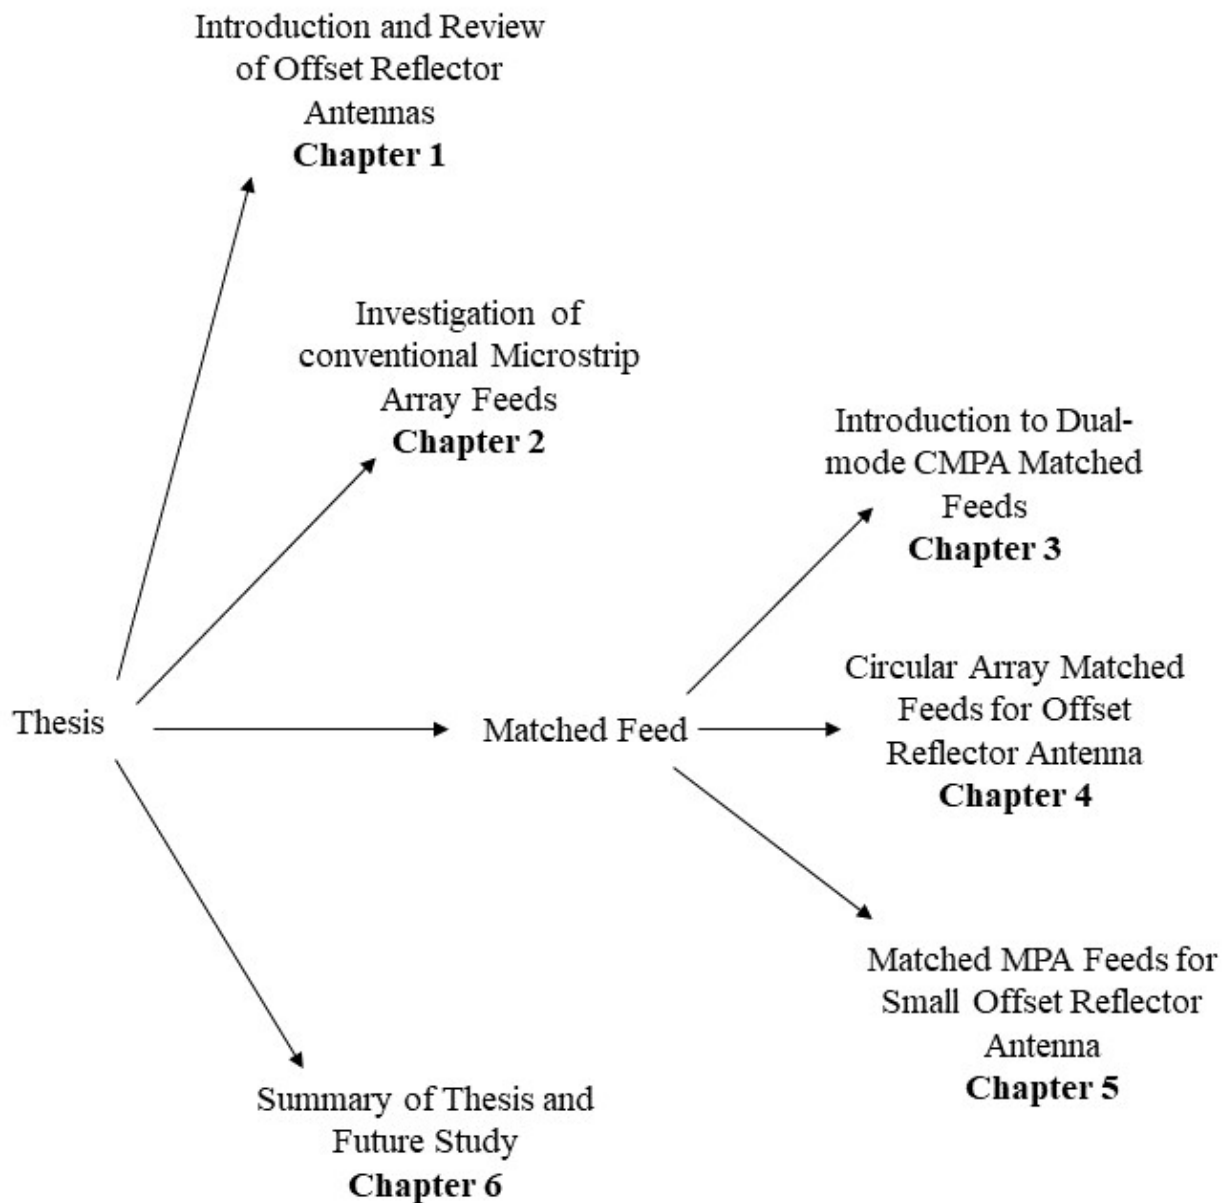 Introduction and Review
of Offset Reflector
Antennas
Chapter 1
Investigation of
conventional Microstrip
Array Feeds
Chapter 2
Introduction to Dual-
mode CMPA Matched
Feeds
Chapter 3
Circular Array Matched
Feeds for Offset
Reflector Antenna
Chapter 4
Thesis
Matched Feed
Matched MPA Feeds for
Small Offset Reflector
Antenna
Chapter 5
Summary of Thesis and
Future Study
Chapter 6